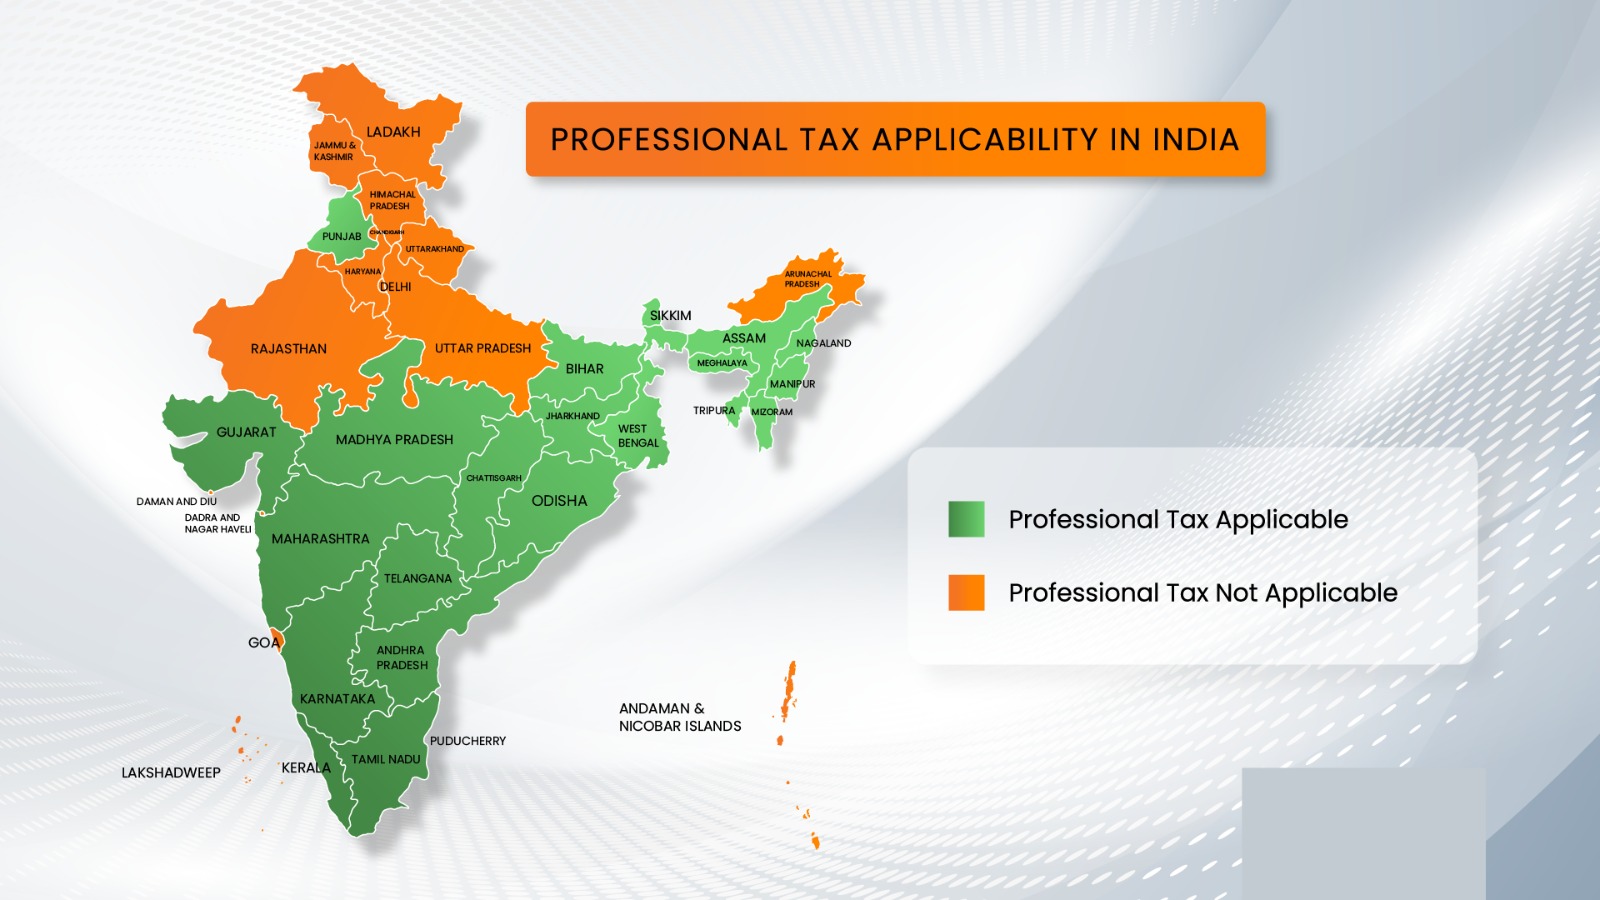 PROFESSIONAL TAX APPLICABILITY IN INDIA
LADAKH
JAMMU &
KASHMIR
HIMACHAL
PRADESH
PUNJAB
CHANDIGARH
UTTARAKHAND
HARYANA
DELHI
RAJASTHAN
UTTAR PRADESH
ARUNACHAL
PRADESH
SIKKIM
ASSAM
NAGALAND
MEGHALAYA
MANIPUR
TRIPURA
MIZORAM
BIHAR
JHARKHAND
WEST
BENGAL
GUJARAT
MADHYA PRADESH
CHATTISGARH
ODISHA
DAMAN AND DIU
DADRA AND
NAGAR HAVELI
MAHARASHTRA
TELANGANA
GOA
ANDHRA
PRADESH
KARNATAKA
PUDUCHERRY
TAMIL NADU
KERALA
LAKSHADWEEP
ANDAMAN &
NICOBAR ISLANDS
Professional Tax Applicable
Professional Tax Not Applicable